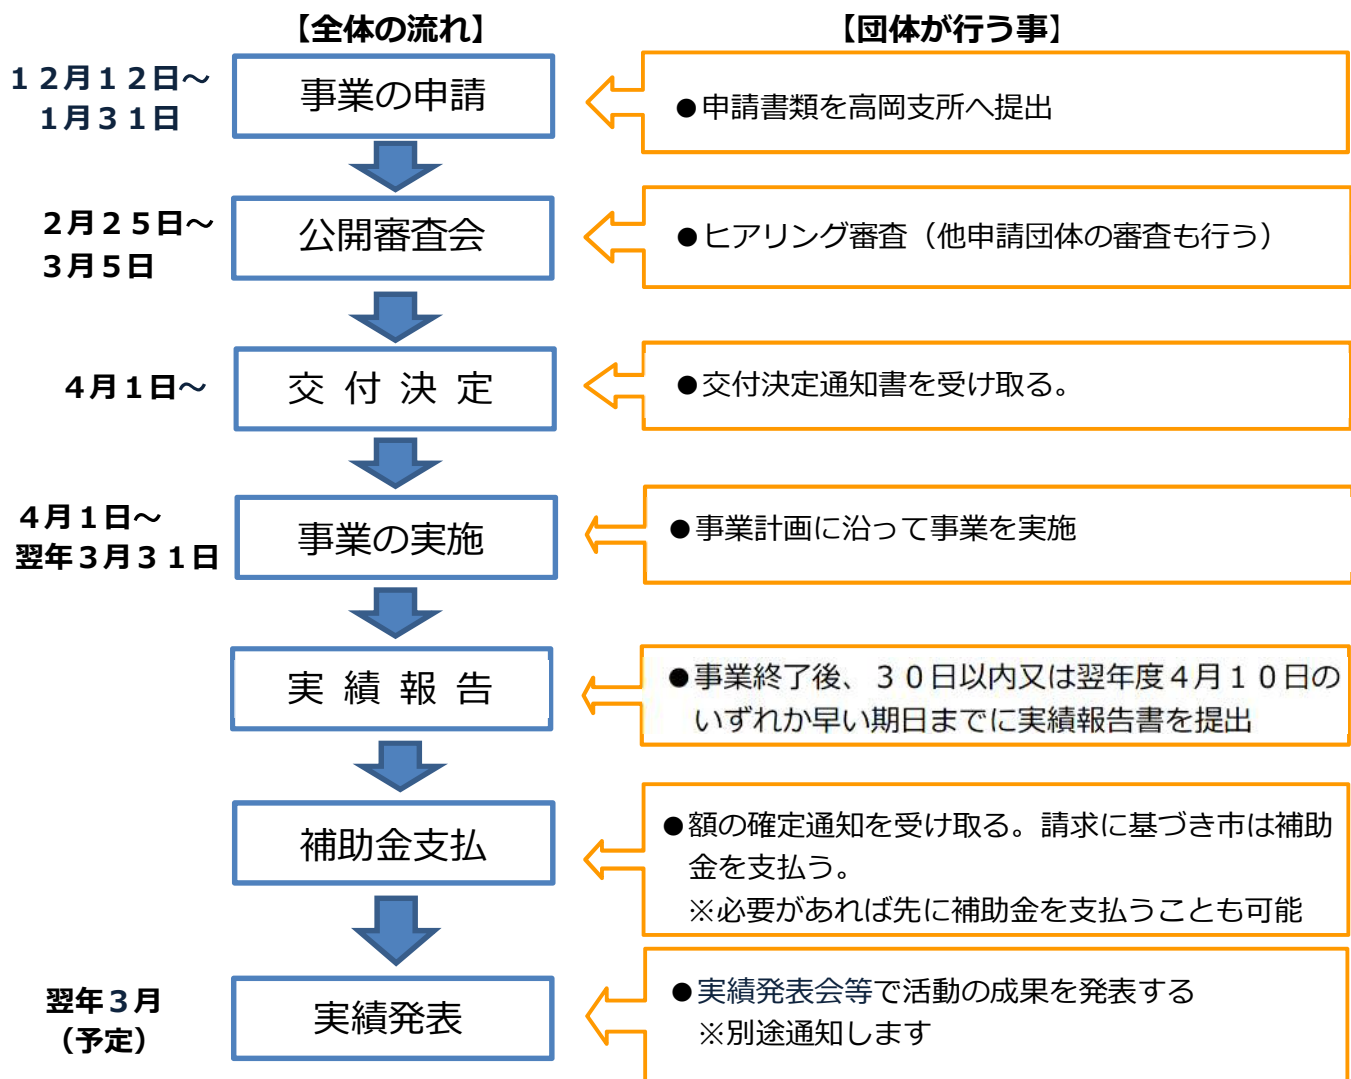 【全体の流れ】
【団体が行う事】
１２月１２日～
１月３１日
事業の申請
●申請書類を高岡支所へ提出
２月２５日～
３月５日
公開審査会
●ヒアリング審査（他申請団体の審査も行う）
４月１日～
交 付 決 定
●交付決定通知書を受け取る。
４月１日～
翌年３月３１日
事業の実施
●事業計画に沿って事業を実施
実 績 報 告
●事業終了後、３０日以内又は翌年度４月１０日の
いずれか早い期日までに実績報告書を提出
補助金支払
●額の確定通知を受け取る。請求に基づき市は補助
金を支払う。
※必要があれば先に補助金を支払うことも可能
翌年３月
（予定）
実績発表
●実績発表会等で活動の成果を発表する
※別途通知します